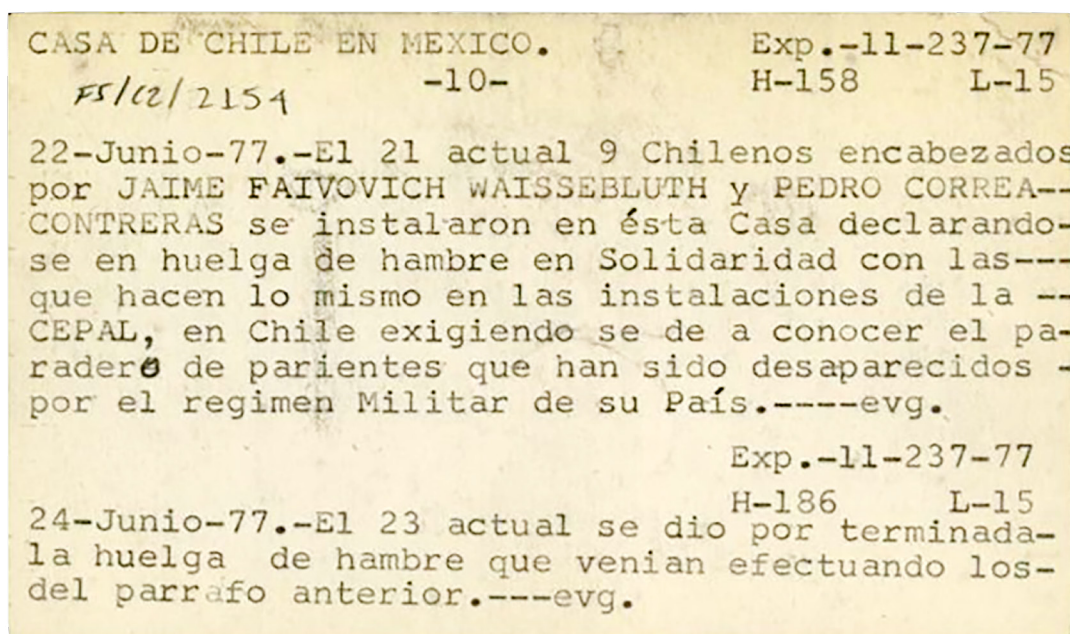 CASA DE CHILE EN MEXICO. Exp.-11-237-77
-10- H-158 L-15
FS/C2/2154
22-Junio-77.-El 21 actual 9 Chilenos encabezados
por JAIME FAIVOVICH WAISSEBLUTH y PEDRO CORREA--
CONTRERAS se instalaron en ésta Casa declarando-
se en huelga de hambre en Solidaridad con las---
que hacen lo mismo en las instalaciones de la --
CEPAL, en Chile exigiendo se de a conocer el pa-
radero de parientes que han sido desaparecidos -
por el regimen Militar de su País.----evg.
Exp.-11-237-77
H-186 L-15
24-Junio-77.-El 23 actual se dio por terminada-
la huelga de hambre que venian efectuando los-
del parrafo anterior.---evg.